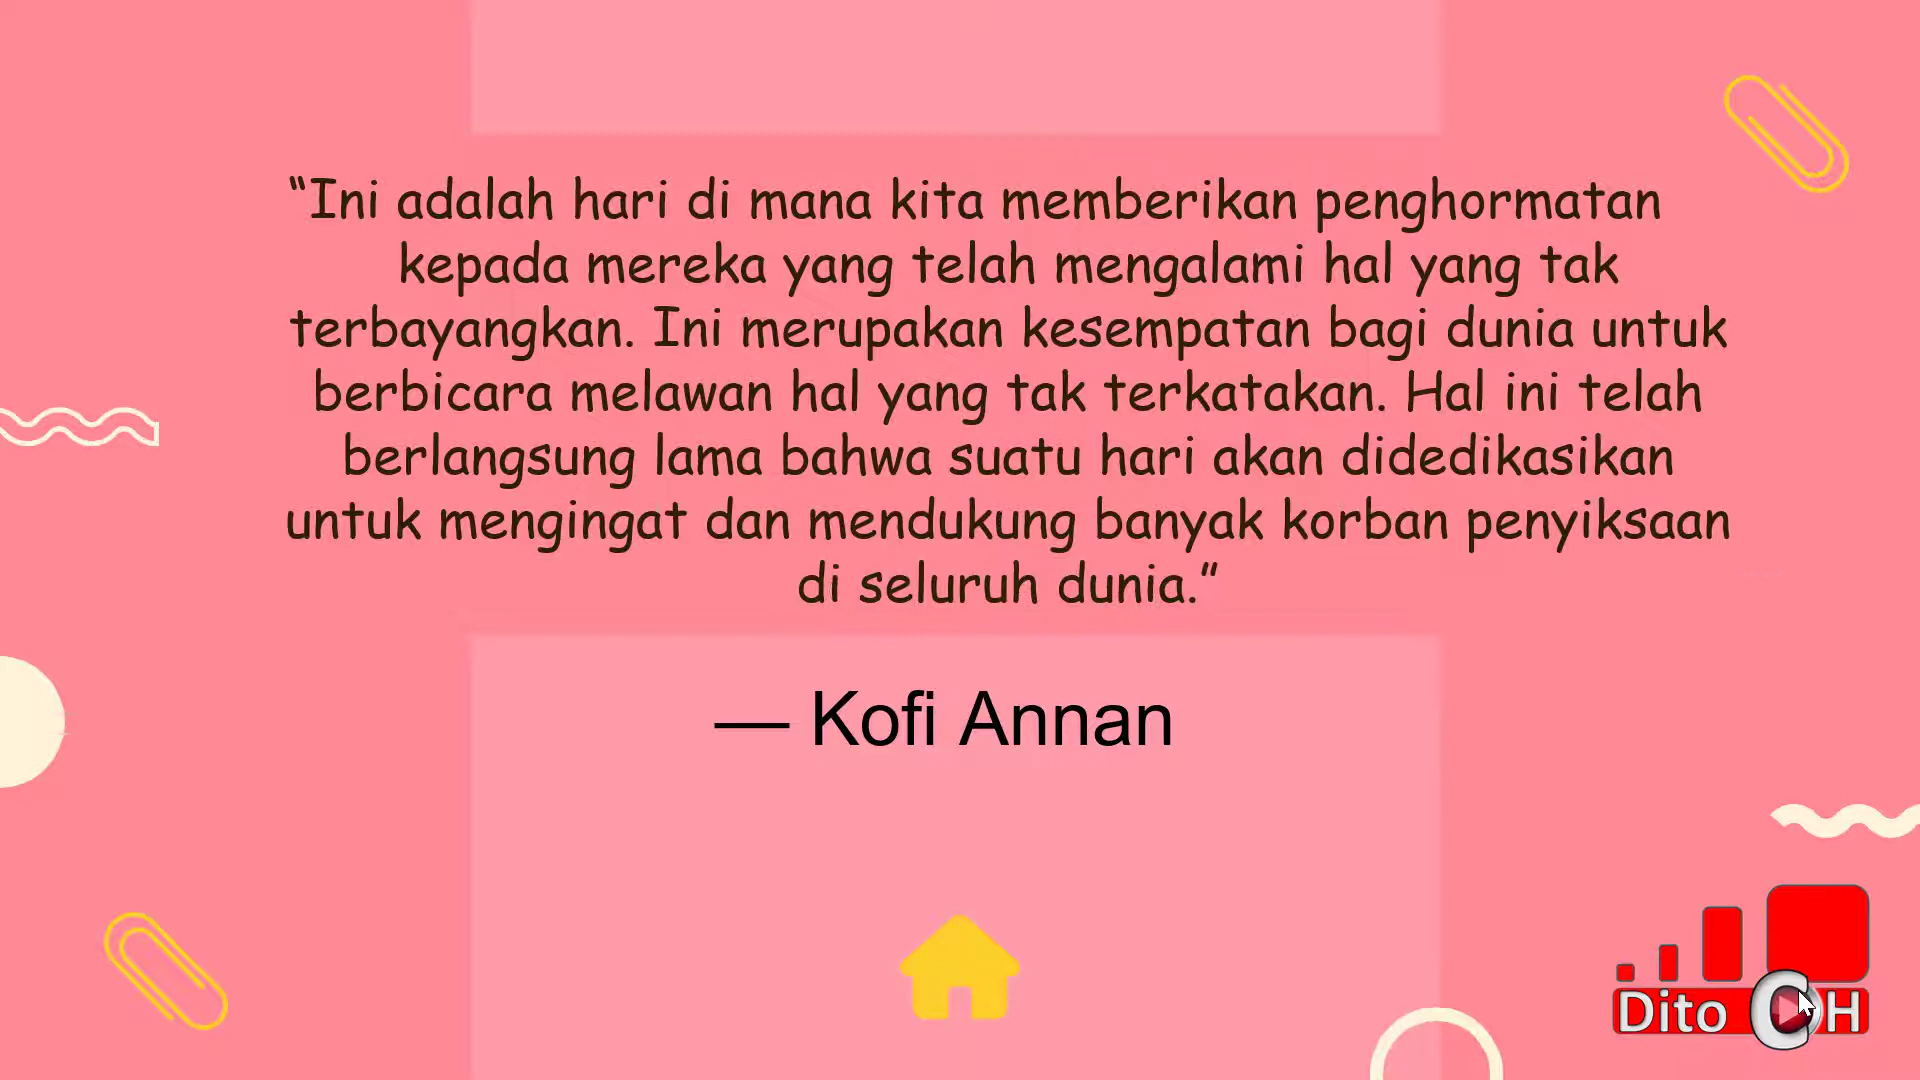 “Ini adalah hari di mana kita memberikan penghormatan
kepada mereka yang telah mengalami hal yang tak
terbayangkan. Ini merupakan kesempatan bagi dunia untuk
berbicara melawan hal yang tak terkatakan. Hal ini telah
berlangsung lama bahwa suatu hari akan didedikasikan
untuk mengingat dan mendukung banyak korban penyiksaan
di seluruh dunia.”
— Kofi Annan
Dito CH